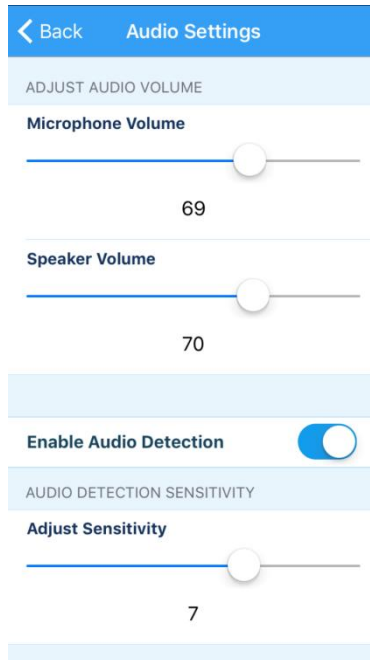 Back Audio Settings
ADJUST AUDIO VOLUME
Microphone Volume
69
Speaker Volume
70
Enable Audio Detection
AUDIO DETECTION SENSITIVITY
Adjust Sensitivity
7